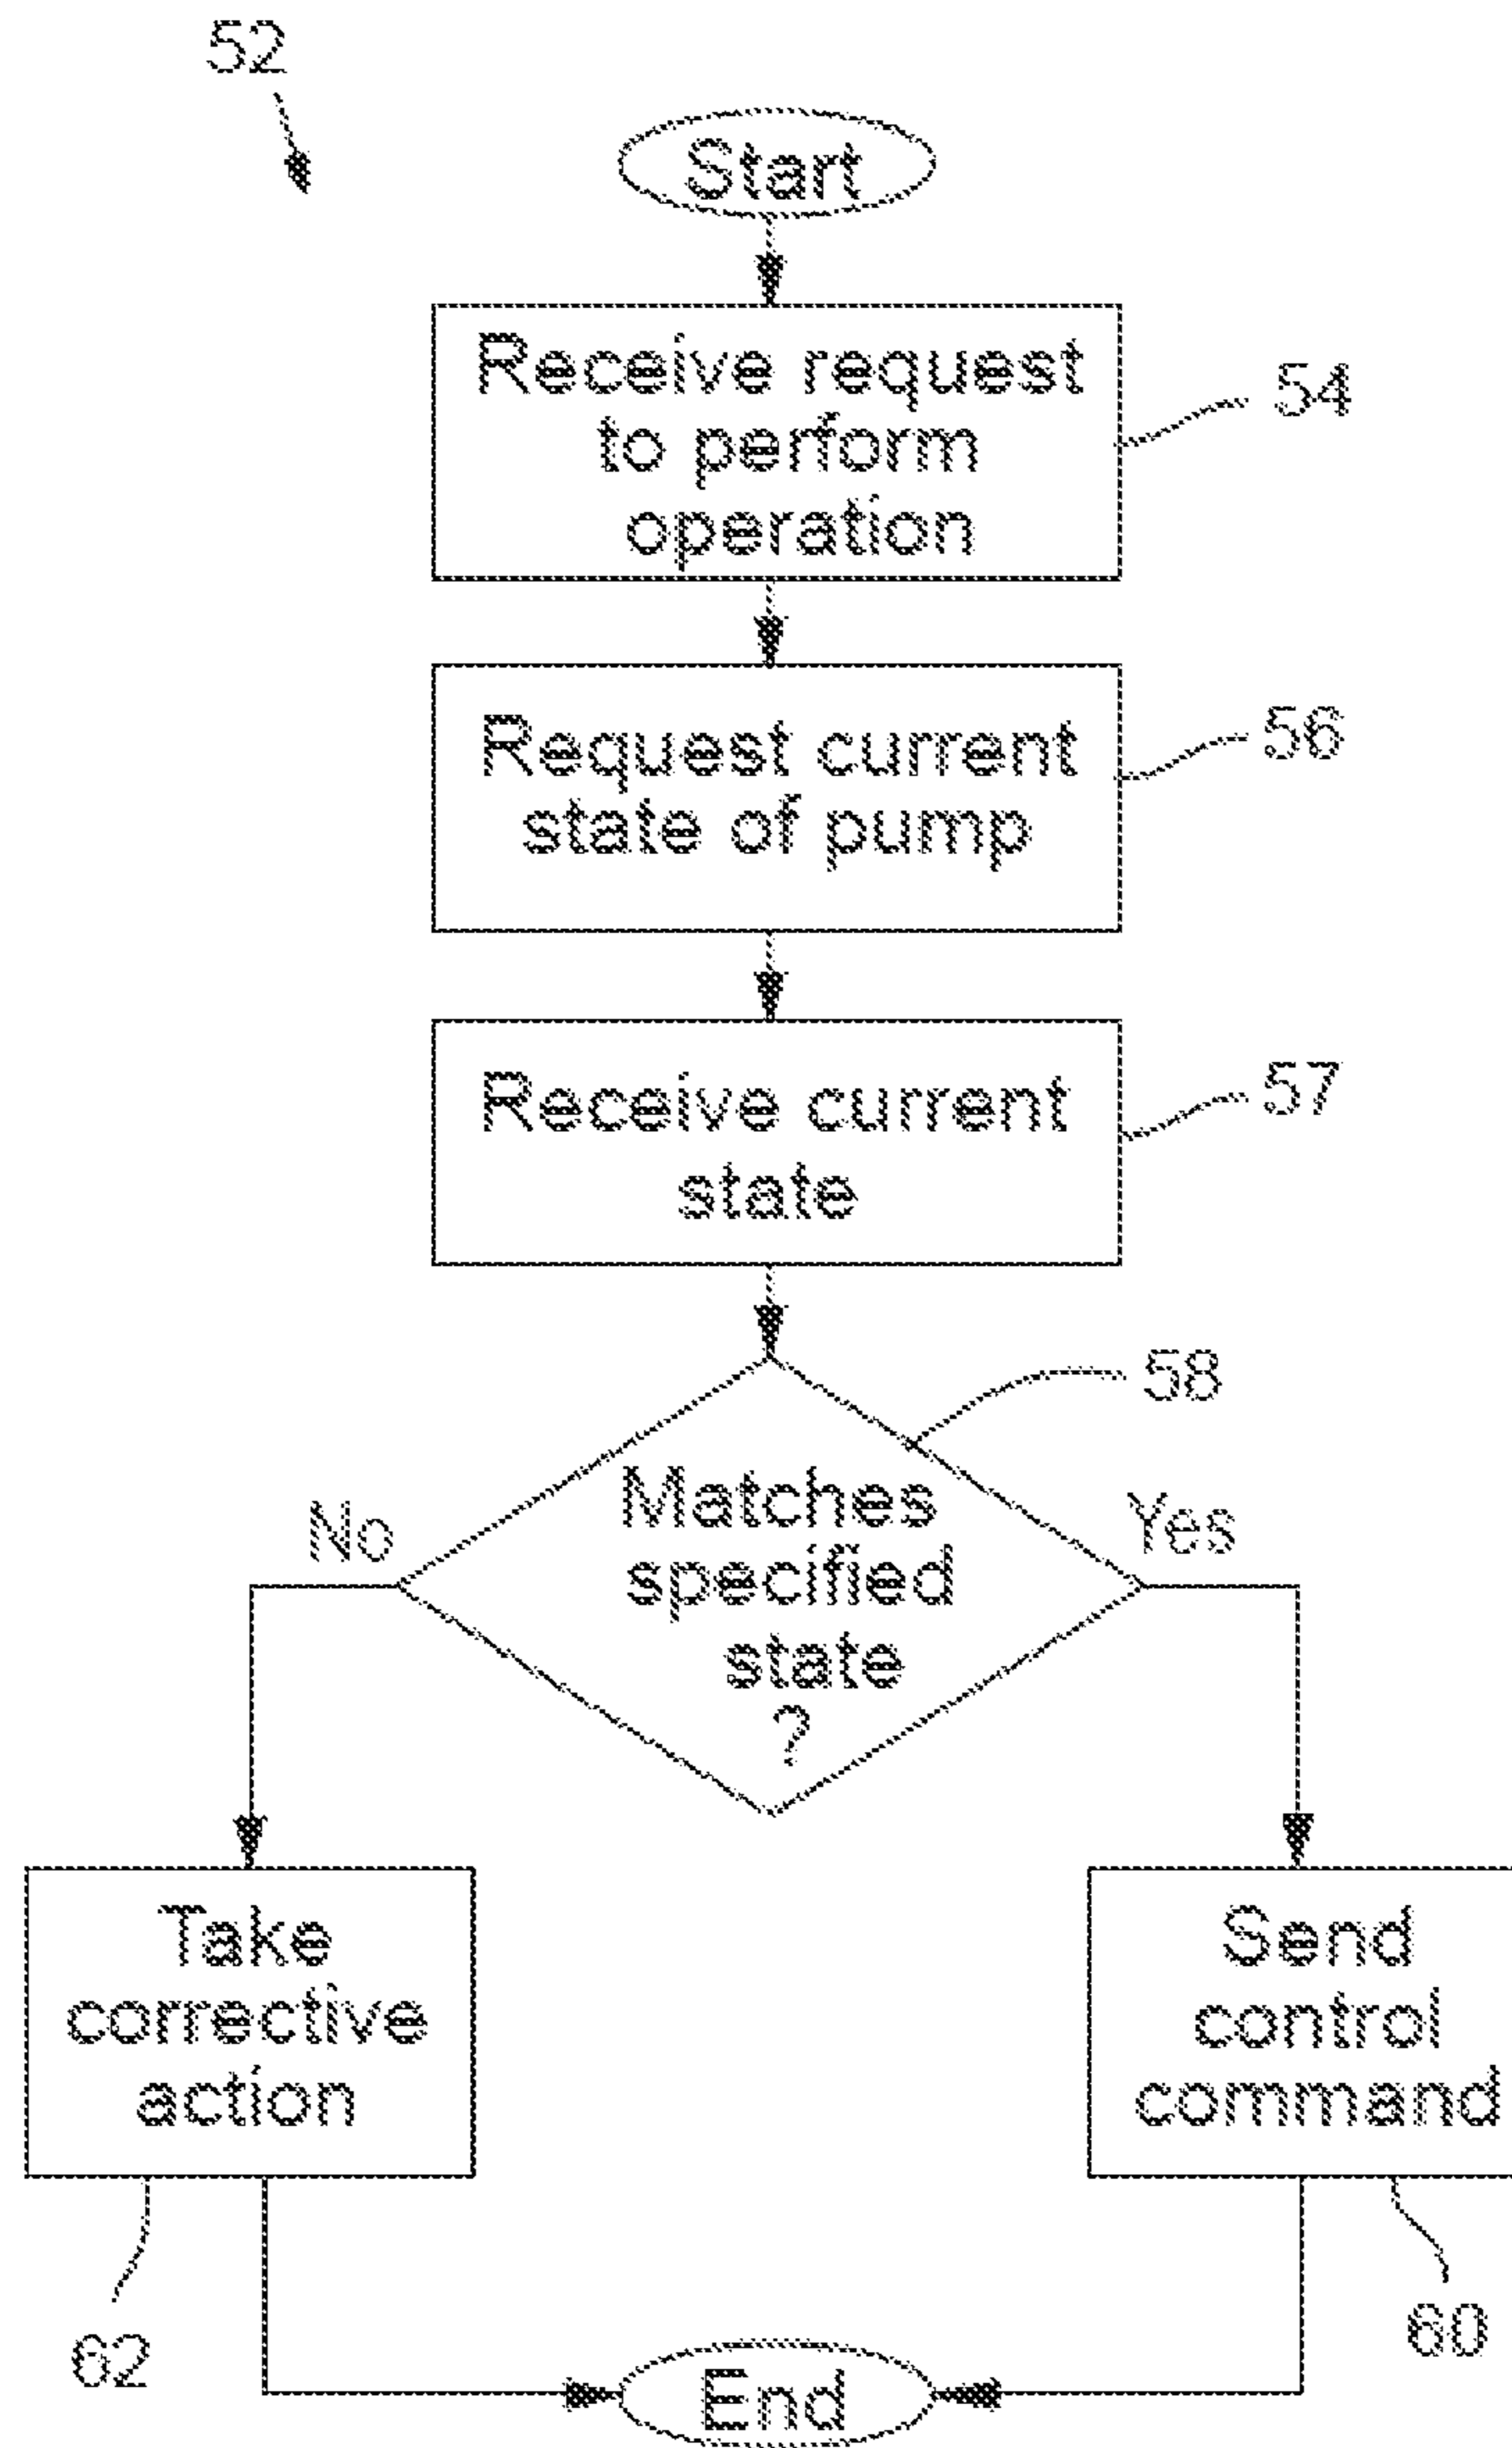 52
Start
Receive request
to perform
operation
54
Request current
state of pump
56
Receive current
state
57
58
No
Matches
specified
state
?
Yes
Take
corrective
action
Send
control
command
62
60
End